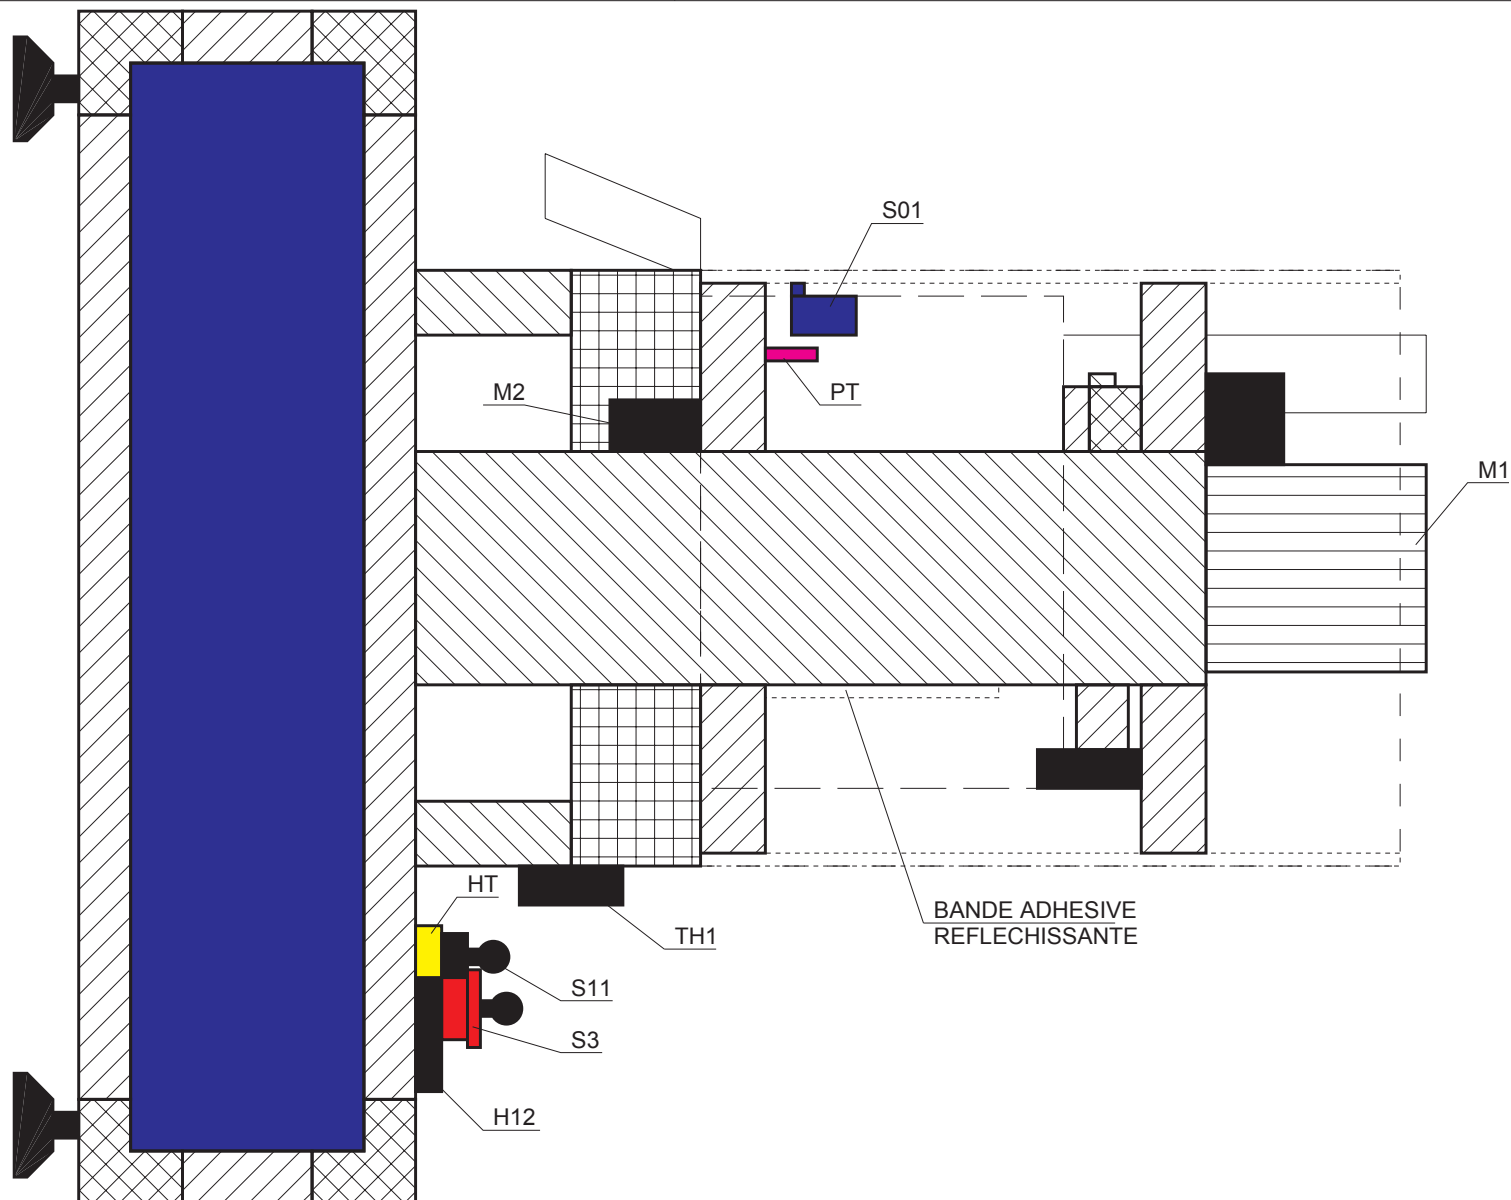 S01
M2
PT
M1
HT
BANDE ADHESIVE
REFLECHISSANTE
TH1
S11
S3
H12